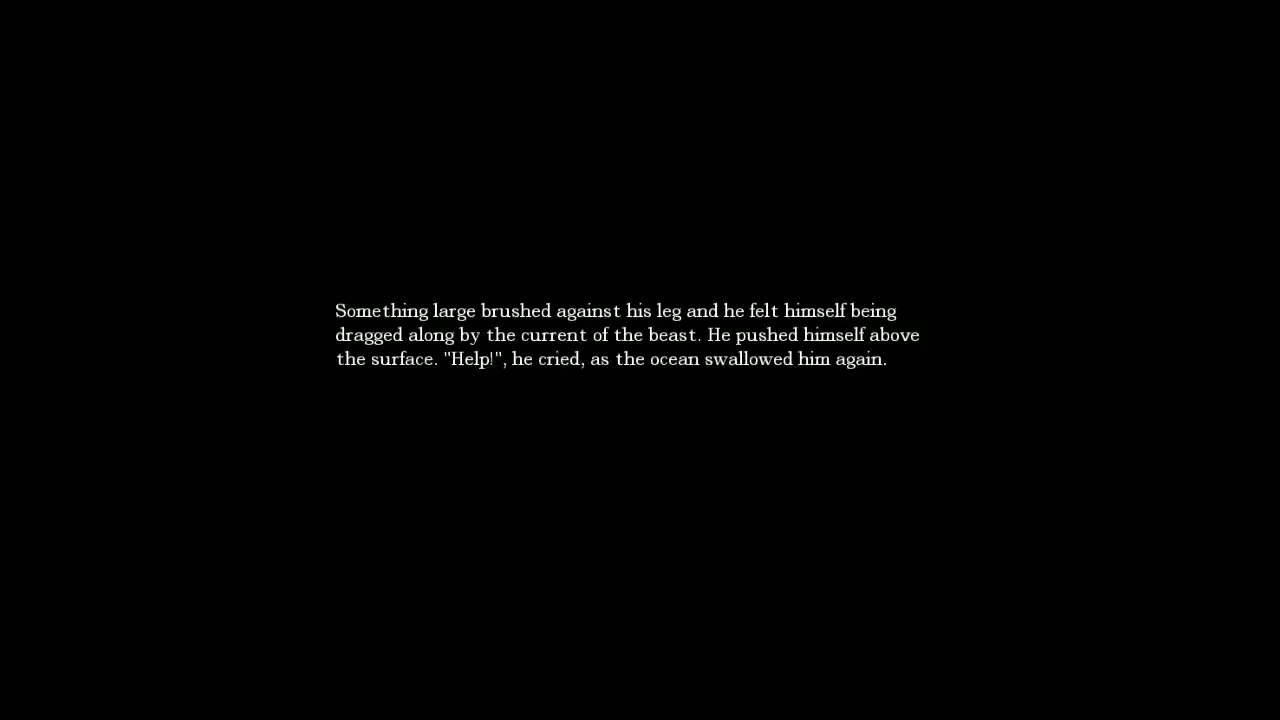 Something large brushed against his leg and he felt himself being
dragged along by the current of the beast. He pushed himself above
the surface. "Help!", he cried, as the ocean swallowed him again.